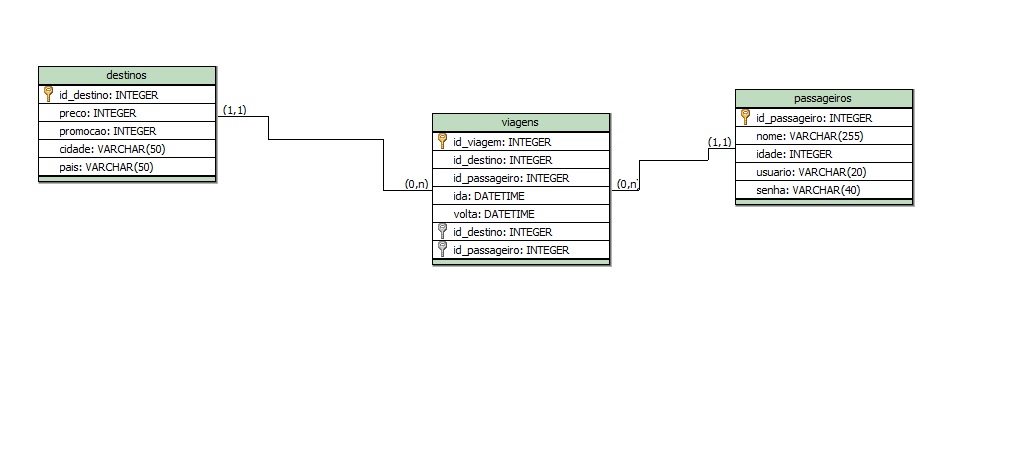 destinos
id_destino: INTEGER
preco: INTEGER
promocao: INTEGER
cidade: VARCHAR(50)
pais: VARCHAR(50)
(1,1)
(0,n)
viagens
id_viagem: INTEGER
id_destino: INTEGER
id_passageiro: INTEGER
ida: DATETIME
volta: DATETIME
id_destino: INTEGER
id_passageiro: INTEGER
(0,n)
(1,1)
passageiros
id_passageiro: INTEGER
nome: VARCHAR(255)
idade: INTEGER
usuario: VARCHAR(20)
senha: VARCHAR(40)